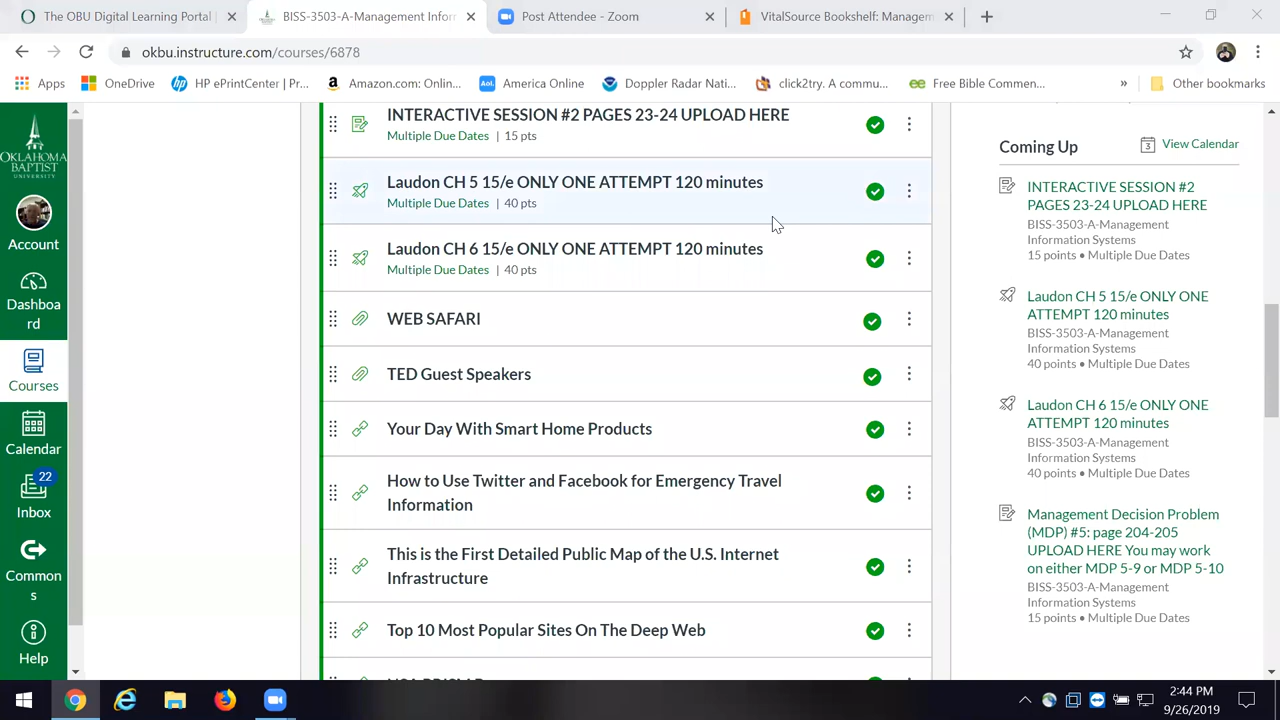 The OBU Digital Learning Portal
BISS-3503-A-Management Infor
Post Attendee - Zoom
VitalSource Bookshelf: Managem
okbu.instructure.com/courses/6878
Apps
OneDrive
HP ePrintCenter | Pr...
Amazon.com: Onlin...
Aol.
America Online
Doppler Radar Nati...
click2try. A commu...
Free Bible Commen...
»
Other bookmarks
OKLAHOMA
BAPTIST
UNIVERSITY
Account
Dashboa
rd
Courses
Calendar
22
Inbox
Common
s
Help
INTERACTIVE SESSION #2 PAGES 23-24 UPLOAD HERE
Multiple Due Dates | 15 pts
Laudon CH 5 15/e ONLY ONE ATTEMPT 120 minutes
Multiple Due Dates | 40 pts
Laudon CH 6 15/e ONLY ONE ATTEMPT 120 minutes
Multiple Due Dates | 40 pts
WEB SAFARI
TED Guest Speakers
Your Day With Smart Home Products
How to Use Twitter and Facebook for Emergency Travel
Information
This is the First Detailed Public Map of the U.S. Internet
Infrastructure
Top 10 Most Popular Sites On The Deep Web
Coming Up
3
View Calendar
INTERACTIVE SESSION #2
PAGES 23-24 UPLOAD HERE
BISS-3503-A-Management
Information Systems
15 points • Multiple Due Dates
Laudon CH 5 15/e ONLY ONE
ATTEMPT 120 minutes
BISS-3503-A-Management
Information Systems
40 points • Multiple Due Dates
Laudon CH 6 15/e ONLY ONE
ATTEMPT 120 minutes
BISS-3503-A-Management
Information Systems
40 points • Multiple Due Dates
Management Decision Problem
(MDP) #5: page 204-205
UPLOAD HERE You may work
on either MDP 5-9 or MDP 5-10
BISS-3503-A-Management
Information Systems
15 points • Multiple Due Dates
2:44 PM
9/26/2019